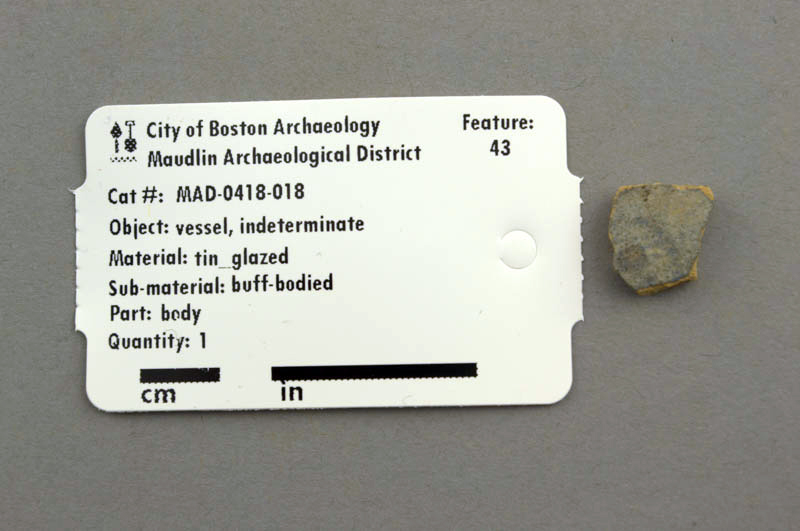 City of Boston Archaeology
Maudlin Archaeological District
Feature:
43
Cat #: MAD-0418-018
Object: vessel, indeterminate
Material: tin_glazed
Sub-material: buff-bodied
Part: body
Quantity: 1
cm
in